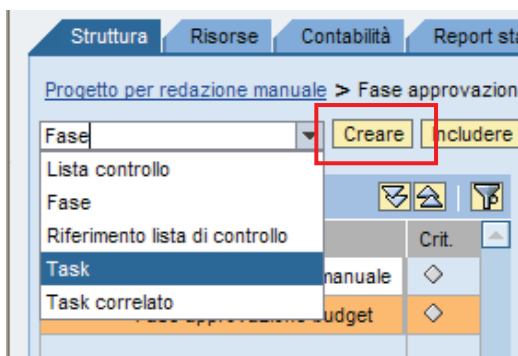 Struttura Risorse Contabilità Report sta
Progetto per redazione manuale > Fase approvazion
Fase Creare Includere
Lista controllo
Fase
Riferimento lista di controllo Crit.
Task manuale
Task correlato budget